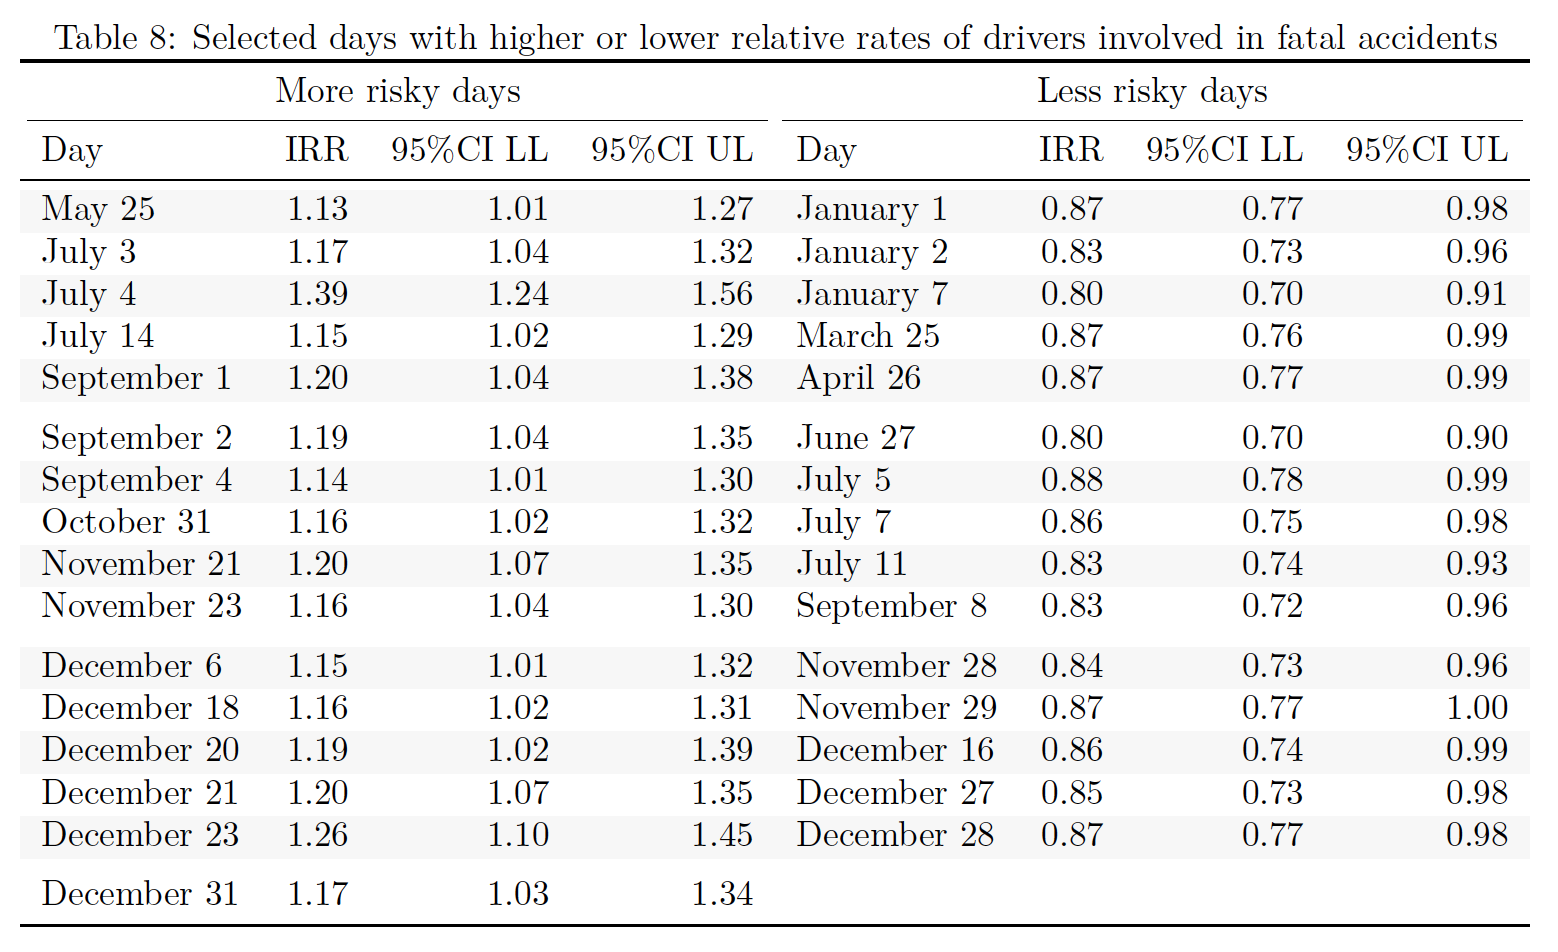 Table 8: Selected days with higher or lower relative rates of drivers involved in fatal accidents
More risky days Less risky days
Day IRR 95%CI LL 95%CI UL Day IRR 95%CI LL 95%CI UL
May 25 1.13 1.01 1.27 January 1 0.87 0.77 0.98
July 3 1.17 1.04 1.32 January 2 0.83 0.73 0.96
July 4 1.39 1.24 1.56 January 7 0.80 0.70 0.91
July 14 1.15 1.02 1.29 March 25 0.87 0.76 0.99
September 1 1.20 1.04 1.38 April 26 0.87 0.77 0.99
September 2 1.19 1.04 1.35 June 27 0.80 0.70 0.90
September 4 1.14 1.01 1.30 July 5 0.88 0.78 0.99
October 31 1.16 1.02 1.32 July 7 0.86 0.75 0.98
November 21 1.20 1.07 1.35 July 11 0.83 0.74 0.93
November 23 1.16 1.04 1.30 September 8 0.83 0.72 0.96
December 6 1.15 1.01 1.32 November 28 0.84 0.73 0.96
December 18 1.16 1.02 1.31 November 29 0.87 0.77 1.00
December 20 1.19 1.02 1.39 December 16 0.86 0.74 0.99
December 21 1.20 1.07 1.35 December 27 0.85 0.73 0.98
December 23 1.26 1.10 1.45 December 28 0.87 0.77 0.98
December 31 1.17 1.03 1.34